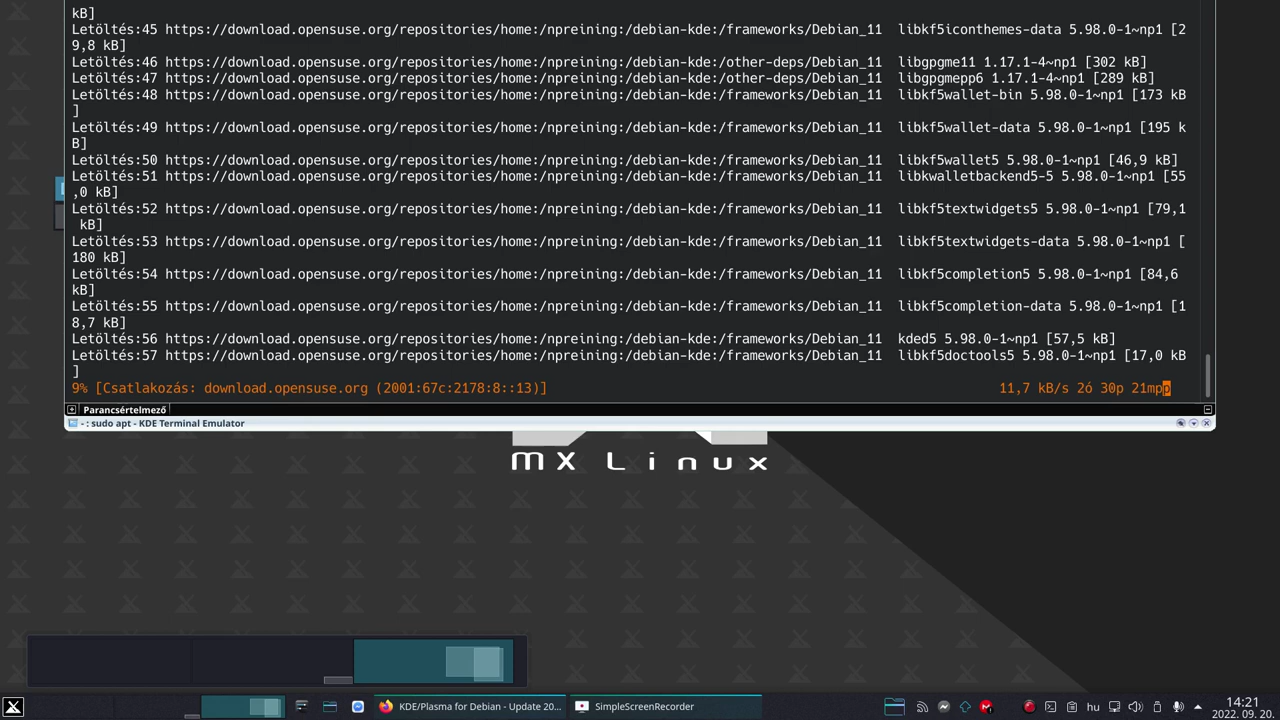 kB]
Letöltés:45 https://download.opensuse.org/repositories/home:/npreining:/debian-kde:/frameworks/Debian_11  libkf5iconthemes-data 5.98.0-1~np1 [2
9,8 kB]
Letöltés:46 https://download.opensuse.org/repositories/home:/npreining:/debian-kde:/other-deps/Debian_11  libgpgme11 1.17.1-4~np1 [302 kB]
Letöltés:47 https://download.opensuse.org/repositories/home:/npreining:/debian-kde:/other-deps/Debian_11  libgpgmepp6 1.17.1-4~np1 [289 kB]
Letöltés:48 https://download.opensuse.org/repositories/home:/npreining:/debian-kde:/frameworks/Debian_11  libkf5wallet-bin 5.98.0-1~np1 [173 kB
]
Letöltés:49 https://download.opensuse.org/repositories/home:/npreining:/debian-kde:/frameworks/Debian_11  libkf5wallet-data 5.98.0-1~np1 [195 k
B]
Letöltés:50 https://download.opensuse.org/repositories/home:/npreining:/debian-kde:/frameworks/Debian_11  libkf5wallet5 5.98.0-1~np1 [46,9 kB]
Letöltés:51 https://download.opensuse.org/repositories/home:/npreining:/debian-kde:/frameworks/Debian_11  libkwalletbackend5-5 5.98.0-1~np1 [55
,0 kB]
Letöltés:52 https://download.opensuse.org/repositories/home:/npreining:/debian-kde:/frameworks/Debian_11  libkf5textwidgets5 5.98.0-1~np1 [79,1
 kB]
Letöltés:53 https://download.opensuse.org/repositories/home:/npreining:/debian-kde:/frameworks/Debian_11  libkf5textwidgets-data 5.98.0-1~np1 [
180 kB]
Letöltés:54 https://download.opensuse.org/repositories/home:/npreining:/debian-kde:/frameworks/Debian_11  libkf5completion5 5.98.0-1~np1 [84,6
kB]
Letöltés:55 https://download.opensuse.org/repositories/home:/npreining:/debian-kde:/frameworks/Debian_11  libkf5completion-data 5.98.0-1~np1 [1
8,7 kB]
Letöltés:56 https://download.opensuse.org/repositories/home:/npreining:/debian-kde:/frameworks/Debian_11  kded5 5.98.0-1~np1 [57,5 kB]
Letöltés:57 https://download.opensuse.org/repositories/home:/npreining:/debian-kde:/frameworks/Debian_11  libkf5doctools5 5.98.0-1~np1 [17,0 kB
]
9% [Csatlakozás: download.opensuse.org (2001:67c:2178:8::13)] 11,7 kB/s 2ó 30p 21mpp
Parancsértelmező
- : sudo apt - KDE Terminal Emulator
MX Linux
KDE/Plasma for Debian - Update 20...
SimpleScreenRecorder
hu
14:21
2022. 09. 20.